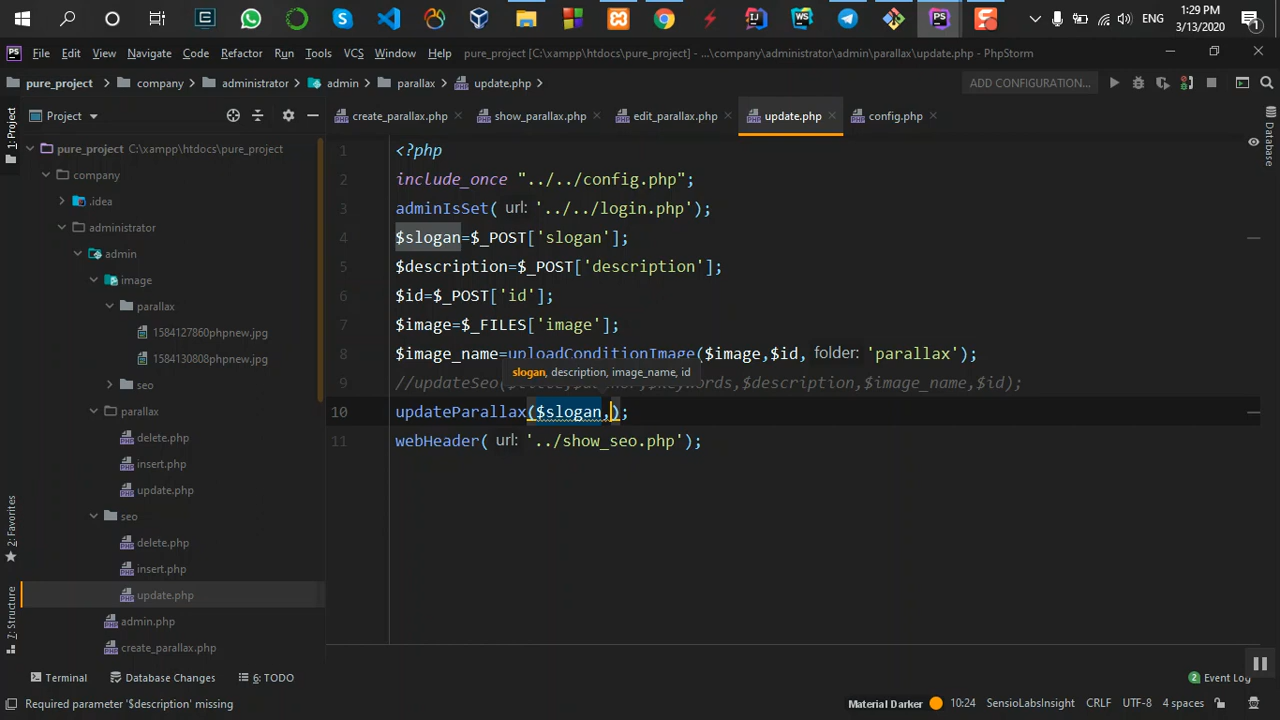 1:29 PM
ENG
3/13/2020
File Edit View Navigate Code Refactor Run Tools VCS Window Help pure_project [C:\xampp\htdocs\pure_project] - ...\company\administrator\admin\parallax\update.php - PhpStorm
pure_project company administrator admin parallax update.php
ADD CONFIGURATION...
1: Project
Project
create_parallax.php show_parallax.php edit_parallax.php update.php config.php
Database
pure_project C:\xampp\htdocs\pure_project
company
.idea
administrator
admin
image
parallax
1584127860phpnew.jpg
1584130808phpnew.jpg
seo
parallax
delete.php
insert.php
update.php
seo
delete.php
insert.php
update.php
admin.php
create_parallax.php
1 <?php
2 include_once "../../config.php";
3 adminIsSet( url: '../../login.php');
4 $slogan=$_POST['slogan'];
5 $description=$_POST['description'];
6 $id=$_POST['id'];
7 $image=$_FILES['image'];
8 $image_name=uploadConditionImage($image,$id, folder: 'parallax');
slogan, description, image_name, id
9 $description,$image_name,$id);
10 updateParallax($slogan,);
11 webHeader( url: '../show_seo.php');
2: Favorites
7: Structure
Terminal Database Changes 6: TODO
2 Event Log
Required parameter '$description' missing
Material Darker 10:24 SensioLabsInsight CRLF UTF-8 4 spaces